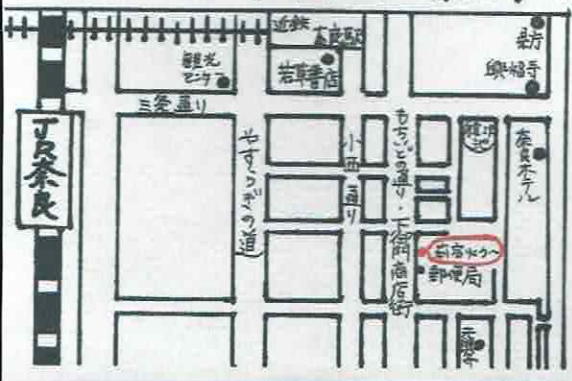 近鉄
奈良駅
県庁
興福寺
観光
センター
若草書店
三条通り
JR奈良
やすらぎの道
小西通り
もちいどの通り・下御門商店街
奈良ホテル
郵便局